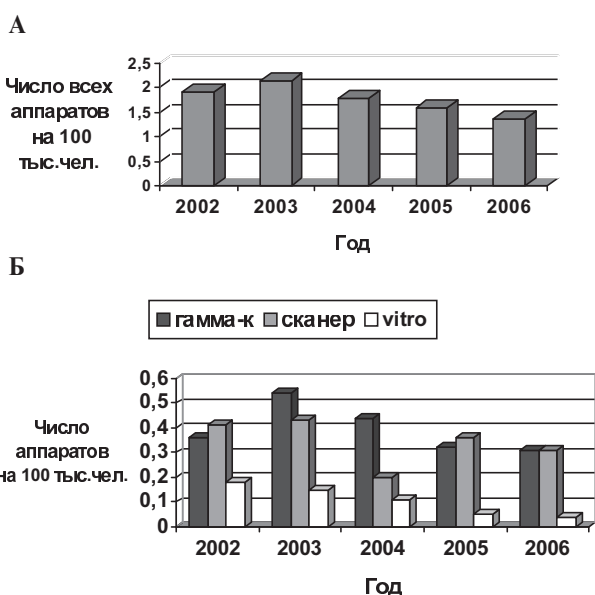 А
Число всех
аппаратов
на 100
тыс.чел.
2,5
2
1,5
1
0,5
0
2002 2003 2004 2005 2006
Год
Б
гамма-к сканер vitro
Число
аппаратов
на 100 тыс.чел.
0,6
0,5
0,4
0,3
0,2
0,1
0
2002 2003 2004 2005 2006
Год